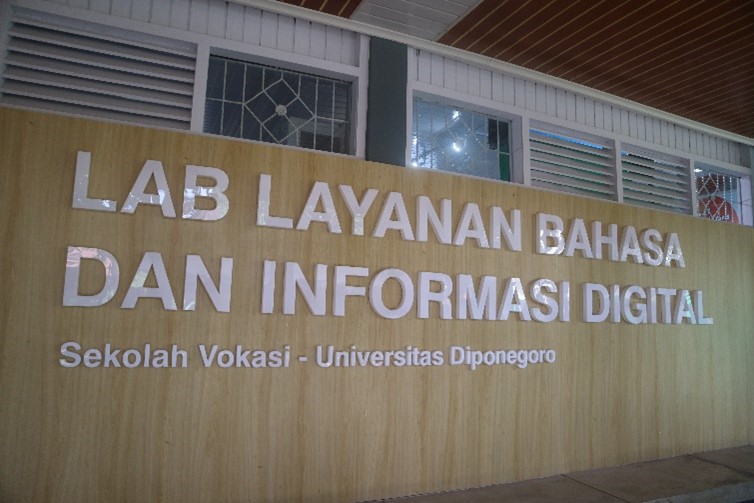 LAB LAYANAN BAHASA
DAN INFORMASI DIGITAL
Sekolah Vokasi - Universitas Diponegoro